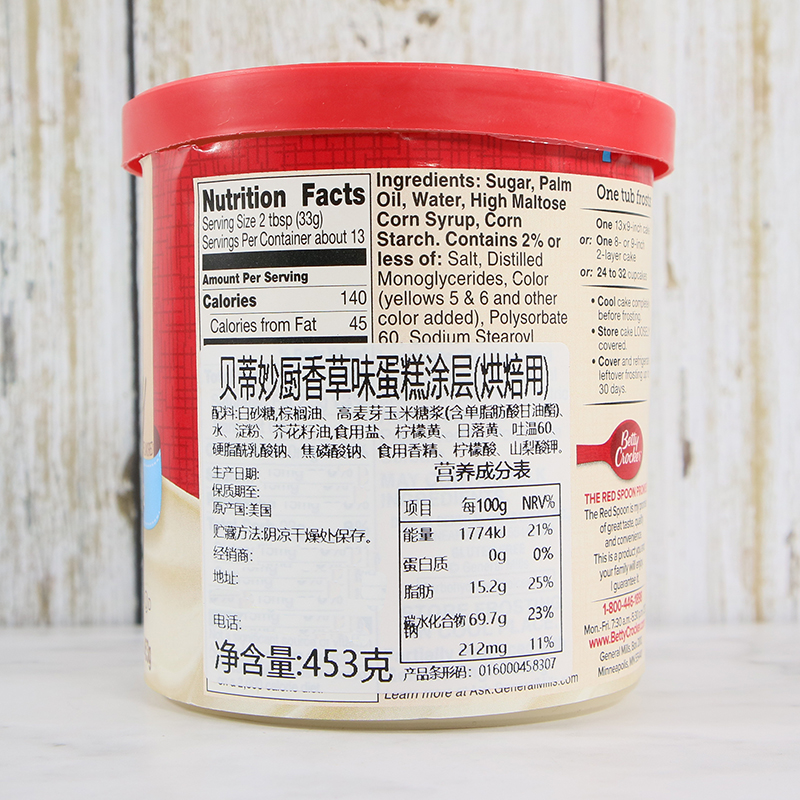 Nutrition Facts
Serving Size 2 tbsp (33g)
Servings Per Container about 13
Amount Per Serving
Calories 140
Calories from Fat 45
Ingredients: Sugar, Palm
Oil, Water, High Maltose
Corn Syrup, Corn
Starch. Contains 2% or
less of: Salt, Distilled
Monoglycerides, Color
(yellows 5 & 6 and other
color added), Polysorbate
60, Sodium Stearoyl
One tub frosts
One 13x9-inch cake
or: One 8- or 9-inch
2-layer cake
or: 24 to 32 cupcakes
• Cool cake completely
before frosting.
• Store cake LOOSELY
covered.
• Cover and refrigerate
leftover frosting up to
30 days.
贝蒂妙厨香草味蛋糕涂层(烘焙用)
配料:白砂糖,棕榈油、高麦芽玉米糖浆(含单脂肪酸甘油酯)、
水、淀粉、芥花籽油,食用盐、柠檬黄、日落黄、吐温60、
硬脂酰乳酸钠、焦磷酸钠、食用香精、柠檬酸、山梨酸钾。
生产日期:
保质期至:
原产国:美国
贮藏方法:阴凉干燥处保存。
经销商:
地址:
电话:
净含量:453克
营养成分表
项目 每100g NRV%
能量 1774kJ 21%
蛋白质 0g 0%
脂肪 15.2g 25%
碳水化合物 69.7g 23%
钠 212mg 11%
产品条形码: 016000458307
Learn more at Ask.GeneralMills.com
Betty
Crocker
THE RED SPOON PROMISE
The Red Spoon is my promise
of great taste, quality
and convenience.
This is a product you and
your family will enjoy.
I guarantee it.
1-800-446-1898
Mon.-Fri. 7:30 a.m.-5:30 p.m.
www.BettyCrocker.com
General Mills, Box 200,
Minneapolis, MN